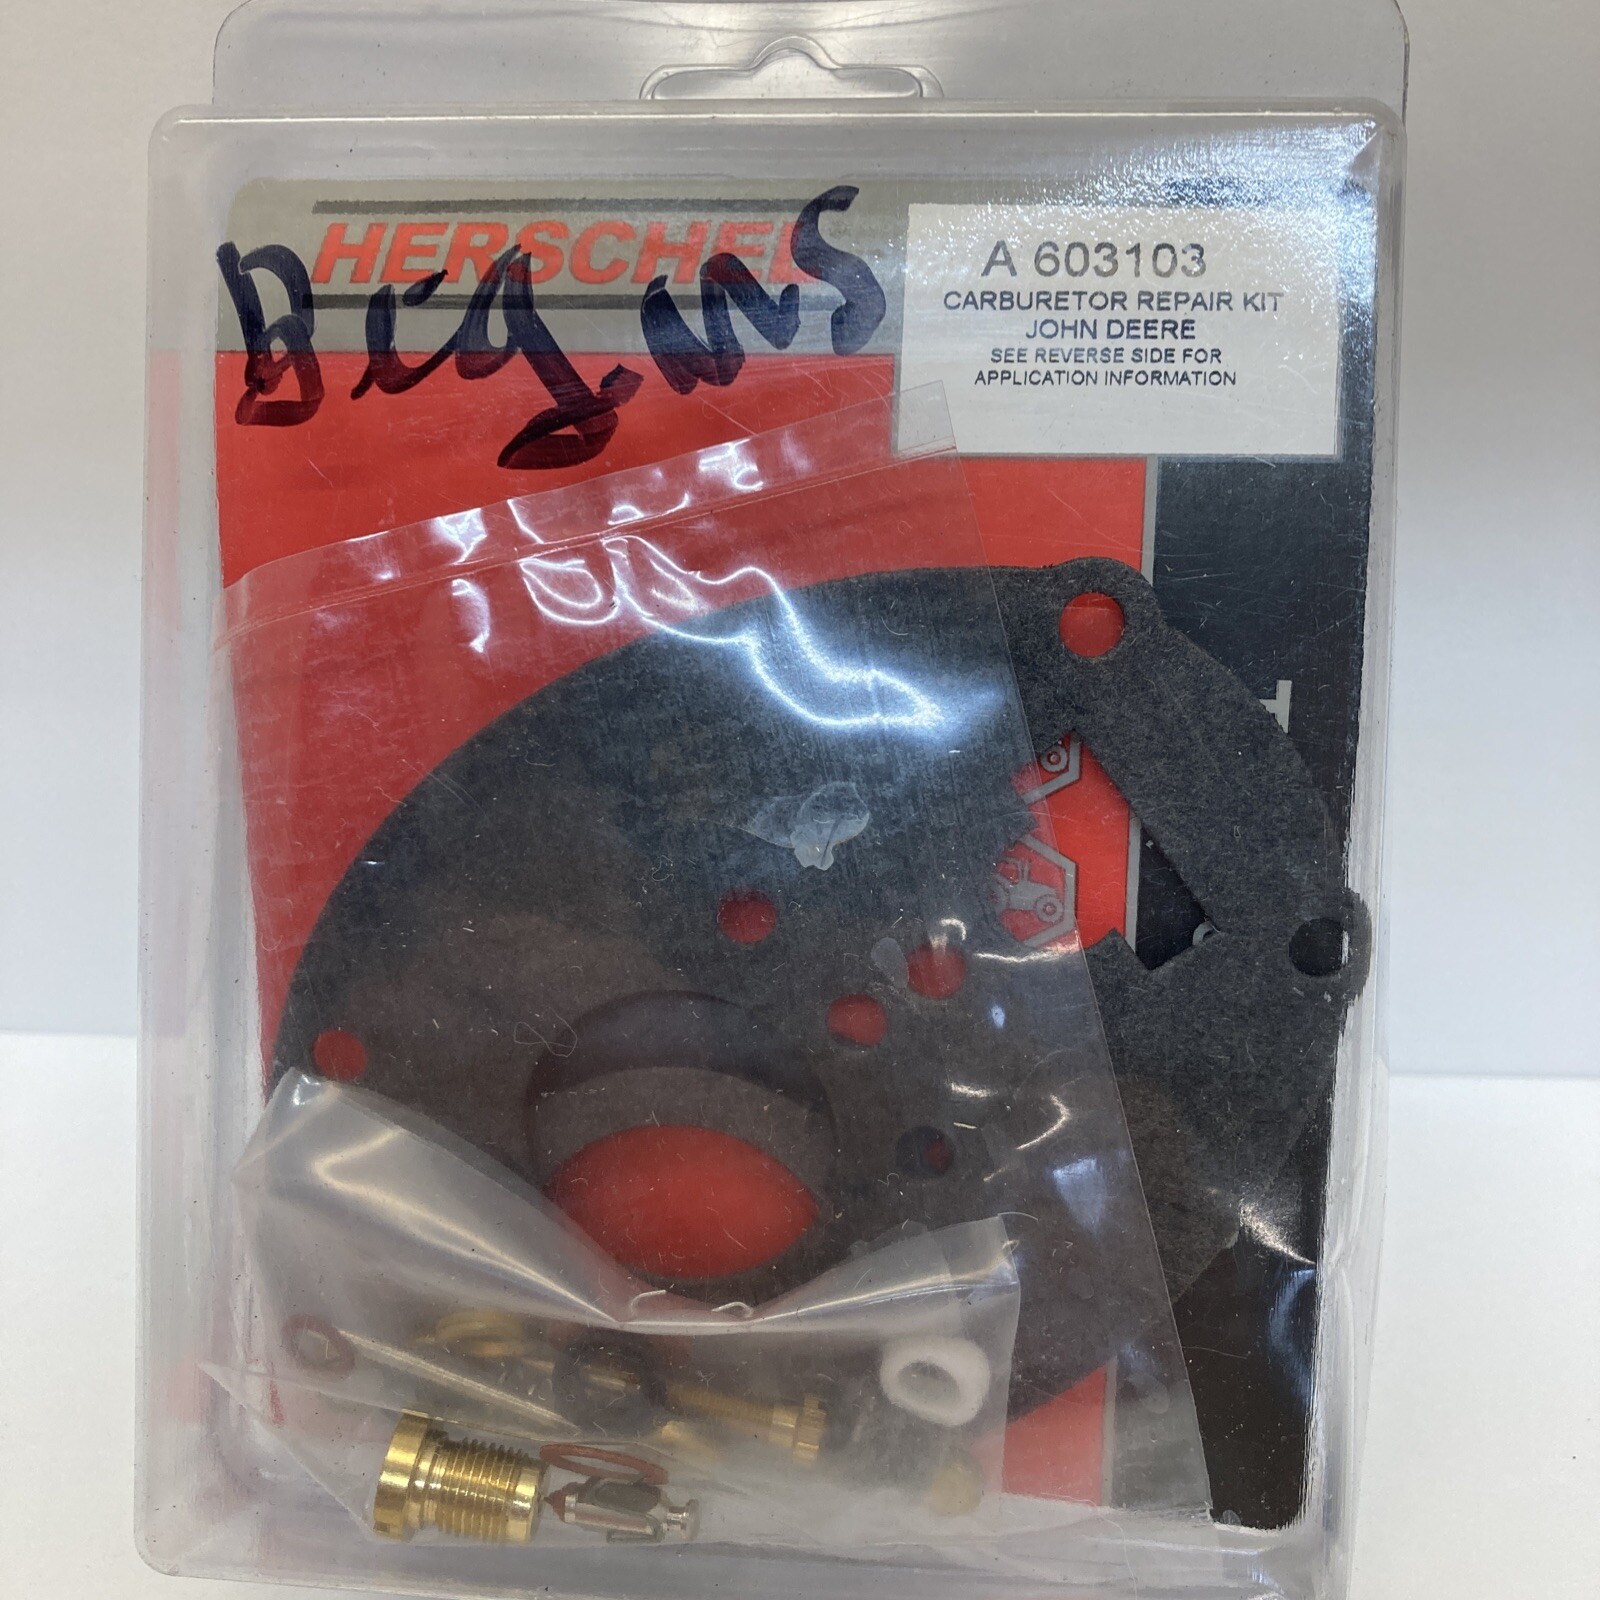 HERSCHEL
A 603103
CARBURETOR REPAIR KIT
JOHN DEERE
SEE REVERSE SIDE FOR
APPLICATION INFORMATION